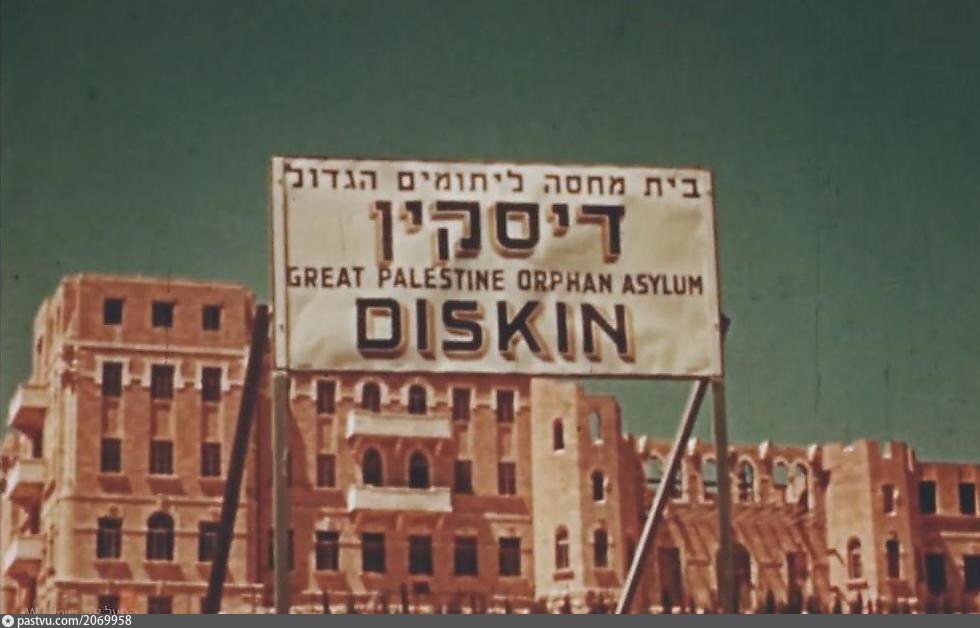 בית מחסה ליתומים הגדול
דיסקין
GREAT PALESTINE ORPHAN ASYLUM
DISKIN
pastvu.com/2069958